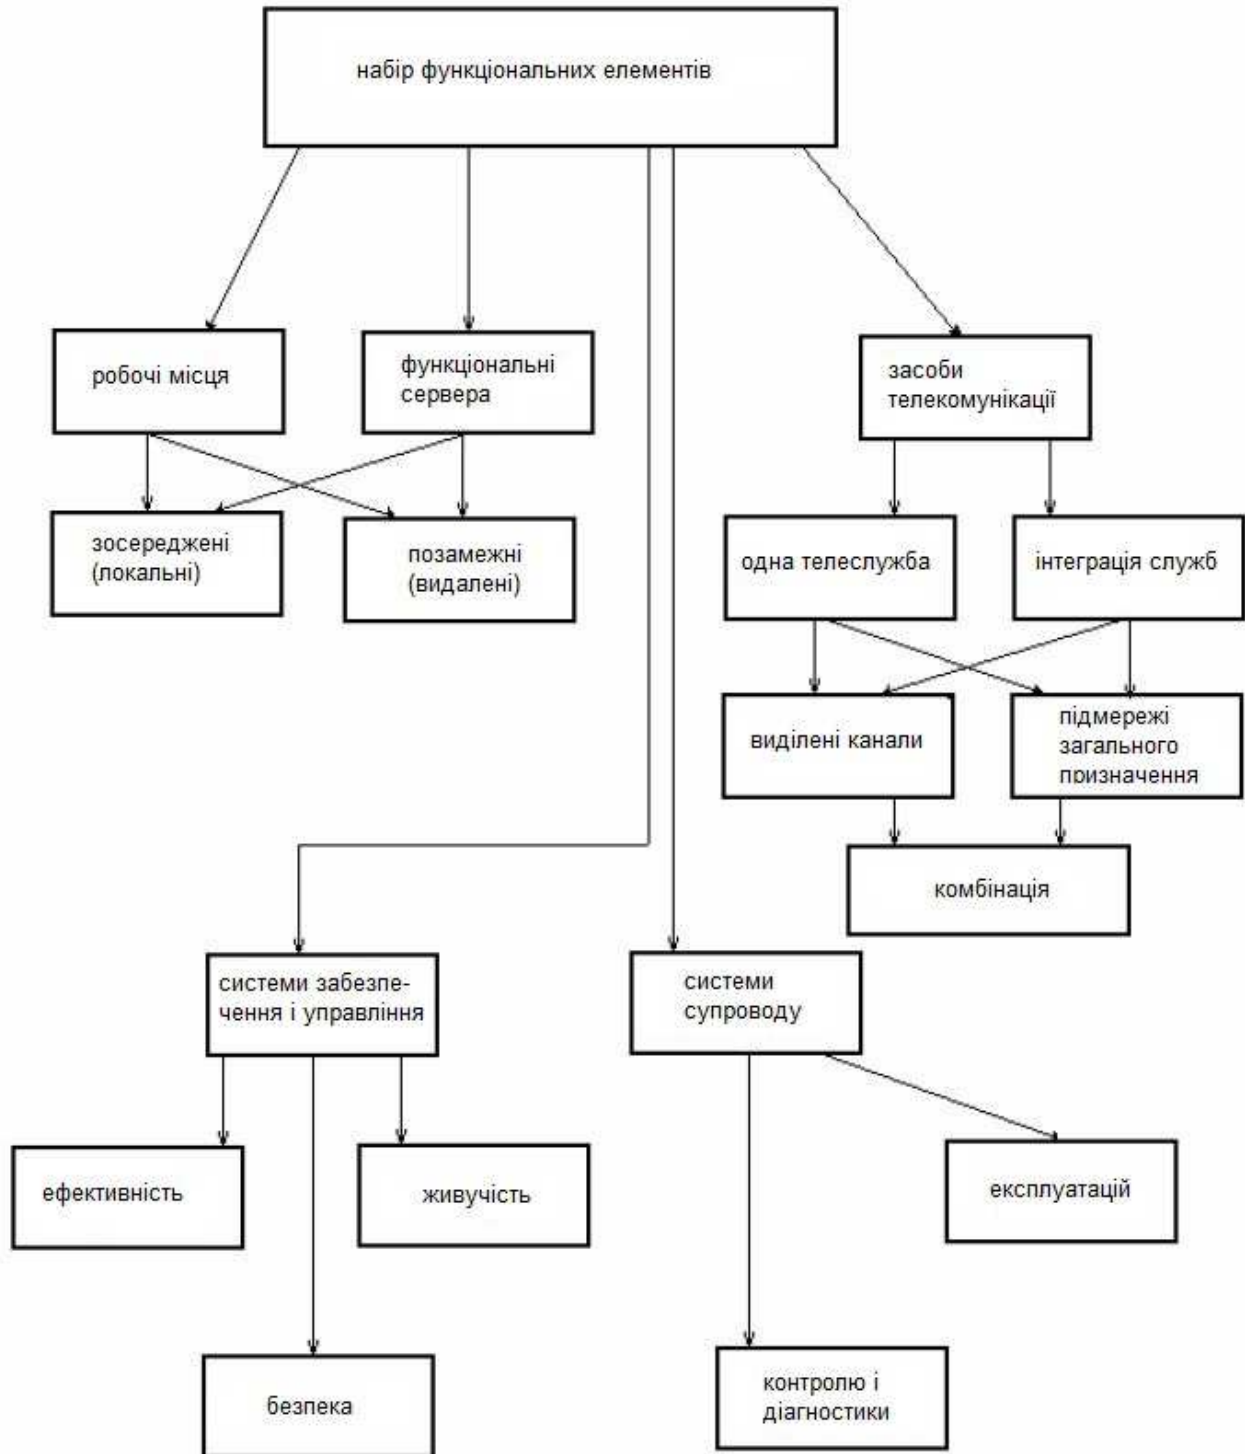 набір функціональних елементів
робочі місця
функціональні
сервера
засоби
телекомунікації
зосереджені
(локальні)
позамежні
(видалені)
одна телеслужба
інтеграція служб
виділені канали
підмережі
загального
призначення
комбінація
системи забезпе-
чення і управління
системи
супроводу
ефективність
живучість
експлуатацій
безпека
контролю і
діагностики